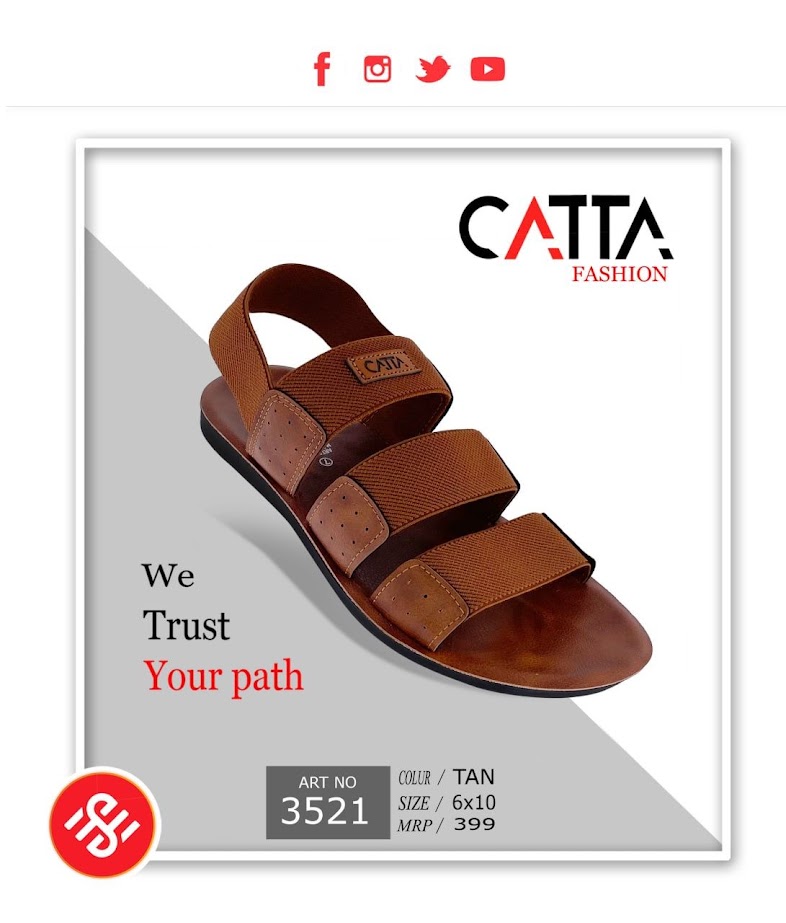 CATTA
FASHION
CATTA
We
Trust
Your path
ART NO
3521
COLUR / TAN
SIZE / 6x10
MRP / 399